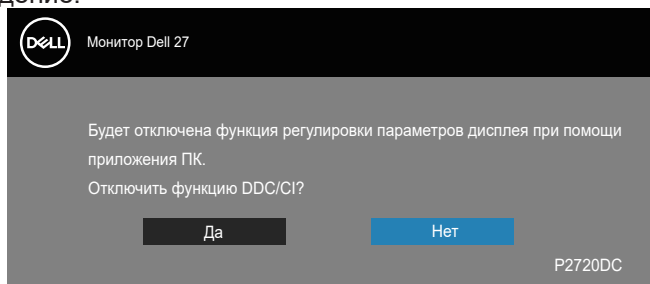 дение.
DELL
Монитор Dell 27
Будет отключена функция регулировки параметров дисплея при помощи
приложения ПК.
Отключить функцию DDC/CI?
Да
Нет
P2720DC